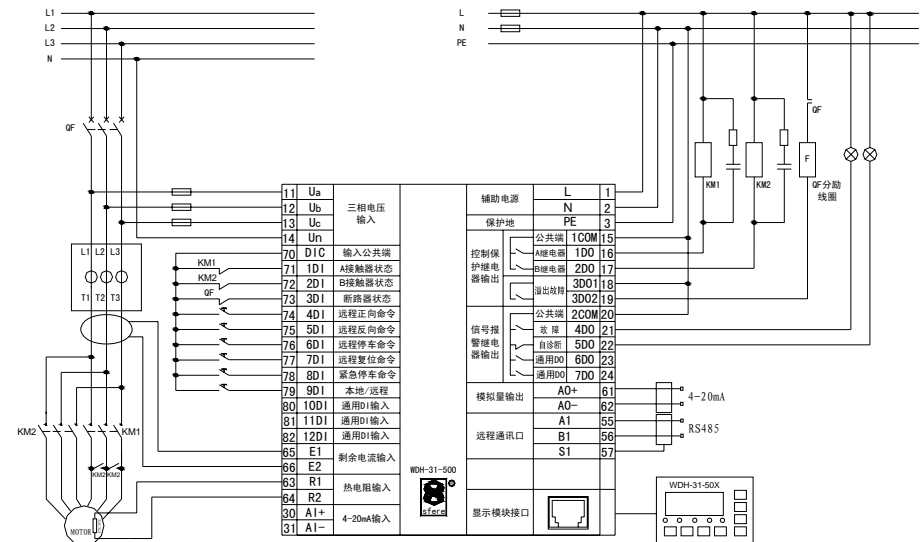 L1
L2
L3
N
L
N
PE
QF
QF
KM1
KM2
F
QF分励
线圈
11 Ua
12 Ub
13 Uc
14 Un
三相电压
输入
70 DIC 输入公共端
71 1DI A接触器状态
72 2DI B接触器状态
73 3DI 断路器状态
74 4DI 远程正向命令
75 5DI 远程反向命令
76 6DI 远程停车命令
77 7DI 远程复位命令
78 8DI 紧急停车命令
79 9DI 本地/远程
80 10DI 通用DI输入
81 11DI 通用DI输入
82 12DI 通用DI输入
65 E1
66 E2
剩余电流输入
63 R1
64 R2
热电阻输入
30 AI+
31 AI-
4-20mA输入
KM1
KM2
QF
L1 L2 L3
T1 T2 T3
KM2
KM1
KM2 KM2
MOTOR
WDH-31-500
sfere
辅助电源
L 1
N 2
保护地 PE 3
控制保
护继电
器输出
公共端 1COM 15
A继电器 1DO 16
B继电器 2DO 17
溢出故障
3DO1 18
3DO2 19
信号报
警继电
器输出
公共端 2COM 20
故 障 4DO 21
自诊断 5DO 22
通用DO 6DO 23
通用DO 7DO 24
模拟量输出
AO+ 61
AO- 62
远程通讯口
A1 55
B1 56
S1 57
显示模块接口
4-20mA
RS485
WDH-31-50X